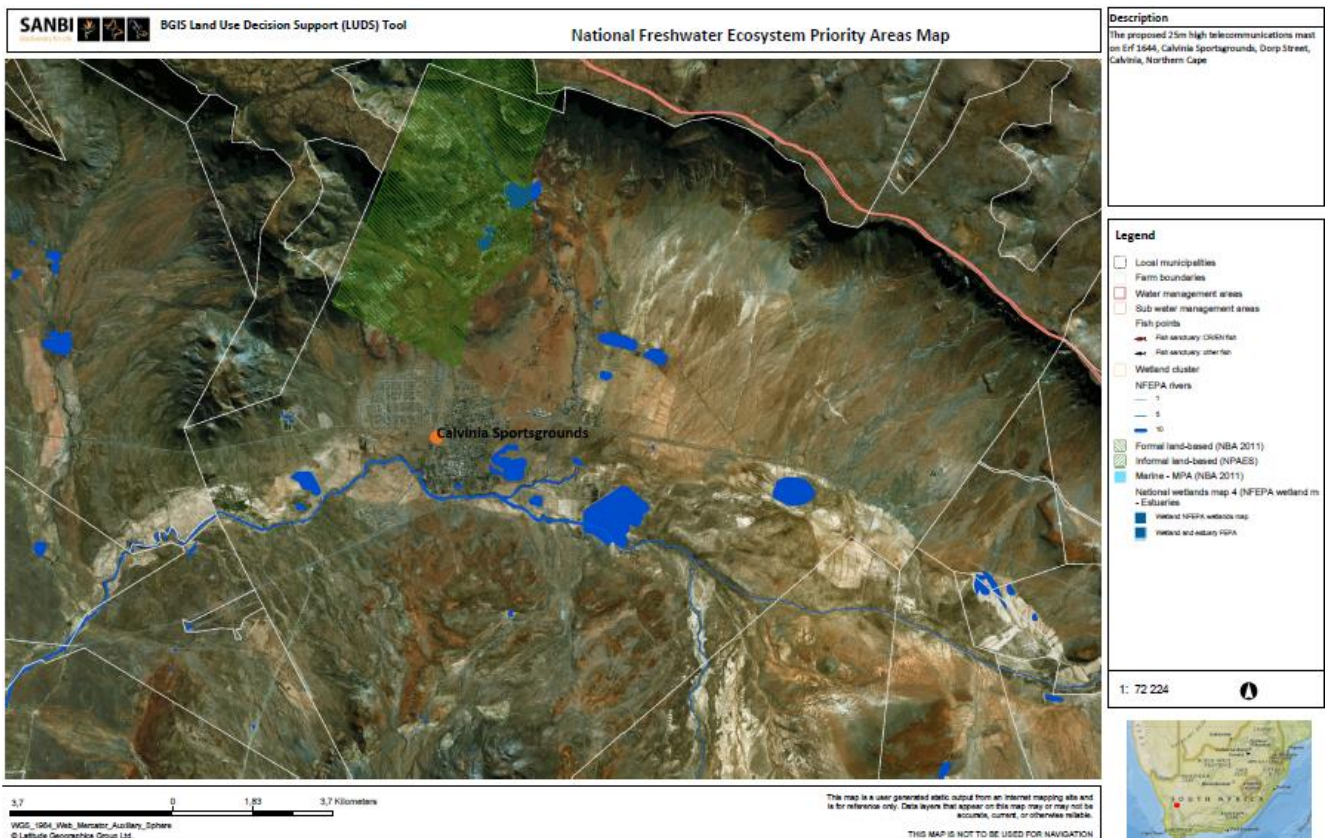 SANBI
Biodiversity for Life
BGIS Land Use Decision Support (LUDS) Tool
National Freshwater Ecosystem Priority Areas Map
Description
The proposed 25m high telecommunications mast
on Erf 1644, Calvinia Sportsgrounds, Dorp Street,
Calvinia, Northern Cape
Calvinia Sportsgrounds
Legend
Local municipalities
Farm boundaries
Water management areas
Sub water management areas
Fish points
Fish sanctuary: CR/EN fish
Fish sanctuary: other fish
Wetland cluster
NFEPA rivers
1
5
10
Formal land-based (NBA 2011)
Informal land-based (NPAES)
Marine - MPA (NBA 2011)
National wetlands map 4 (NFEPA wetland m
- Estuaries
Wetland NFEPA wetlands map
Wetland and estuary FEPA
1: 72 224
3,7
0
1,83
3,7 Kilometers
WGS_1984_Web_Mercator_Auxiliary_Sphere
© Latitude Geographics Group Ltd.
This map is a user generated static output from an Internet mapping site and
is for reference only. Data layers that appear on this map may or may not be
accurate, current, or otherwise reliable.
THIS MAP IS NOT TO BE USED FOR NAVIGATION
SOUTH AFRICA